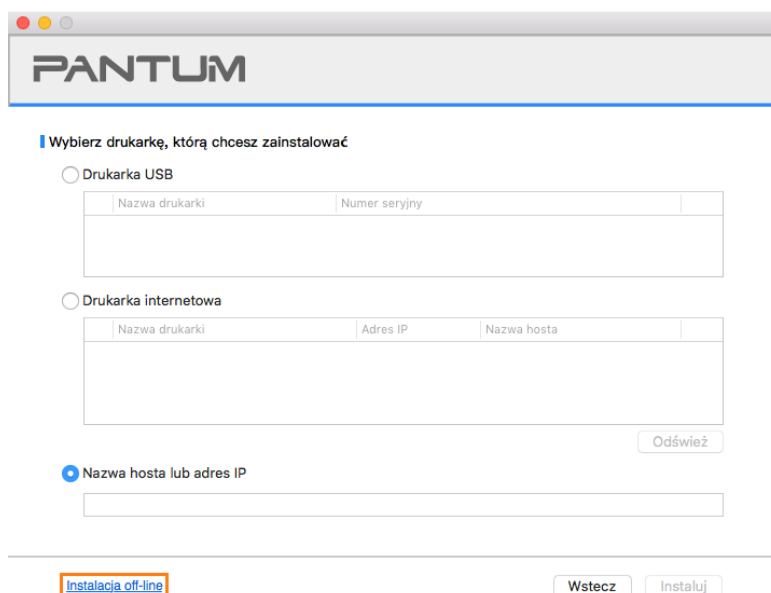 PANTUM
Wybierz drukarkę, którą chcesz zainstalować
Drukarka USB
Nazwa drukarki Numer seryjny
Drukarka internetowa
Nazwa drukarki Adres IP Nazwa hosta
Odśwież
Nazwa hosta lub adres IP
Instalacja off-line Wstecz Instaluj